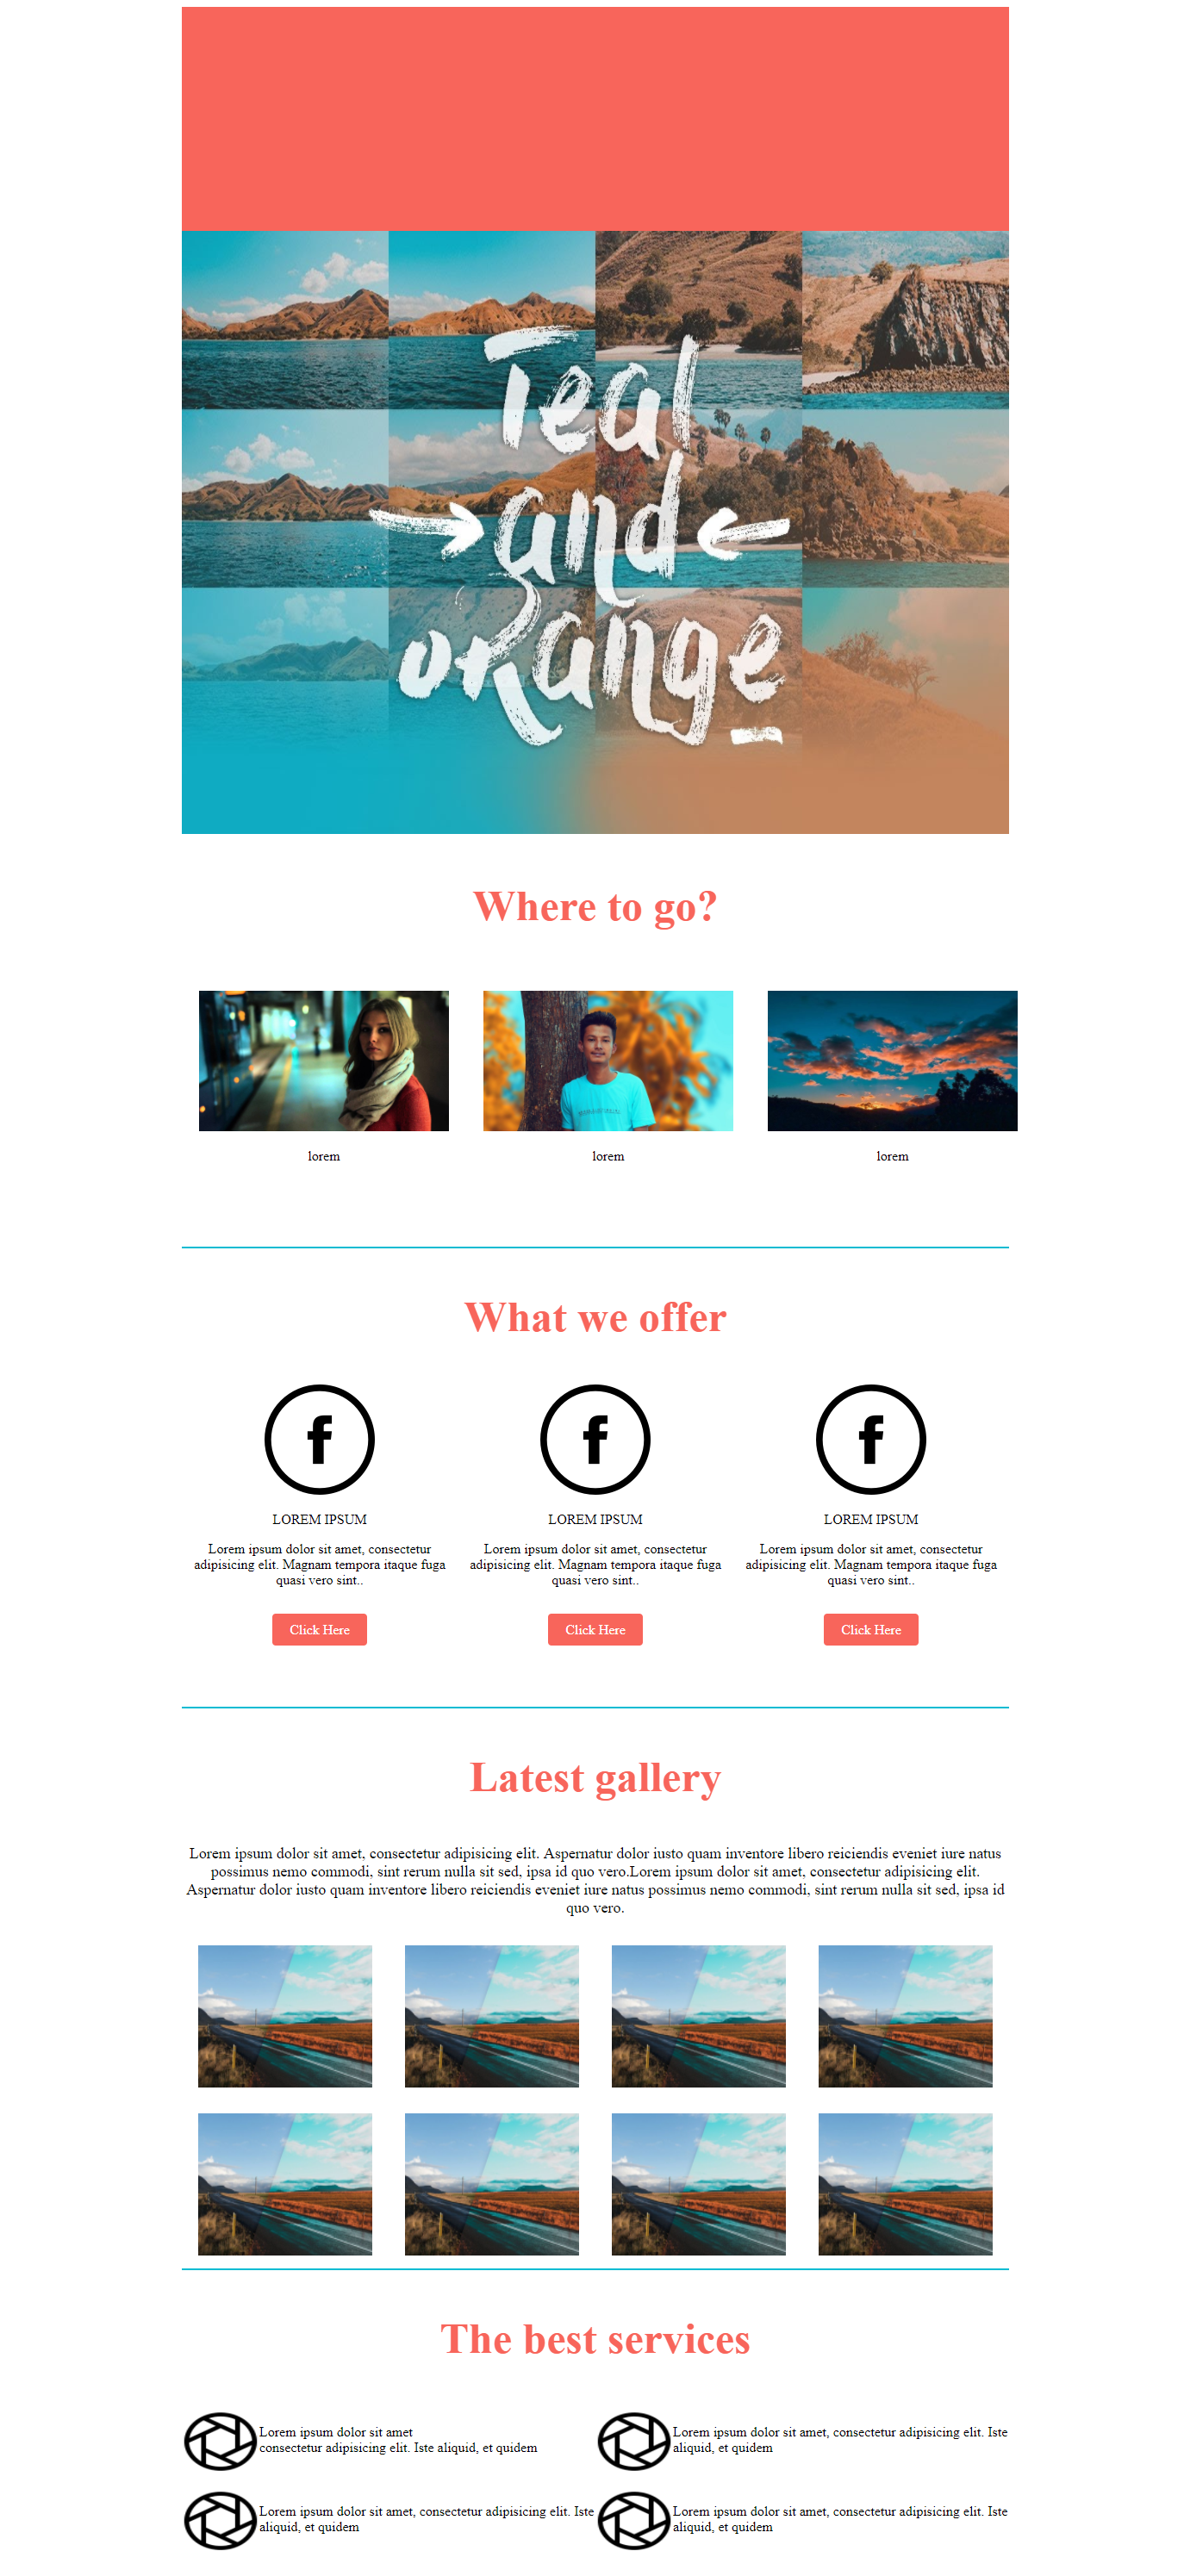 Teal
and
orange
Where to go?
lorem lorem lorem
What we offer
f f f
LOREM IPSUM LOREM IPSUM LOREM IPSUM
Lorem ipsum dolor sit amet, consectetur
adipisicing elit. Magnam tempora itaque fuga
quasi vero sint..
Lorem ipsum dolor sit amet, consectetur
adipisicing elit. Magnam tempora itaque fuga
quasi vero sint..
Lorem ipsum dolor sit amet, consectetur
adipisicing elit. Magnam tempora itaque fuga
quasi vero sint..
Click Here Click Here Click Here
Latest gallery
Lorem ipsum dolor sit amet, consectetur adipisicing elit. Aspernatur dolor iusto quam inventore libero reiciendis eveniet iure natus
possimus nemo commodi, sint rerum nulla sit sed, ipsa id quo vero.Lorem ipsum dolor sit amet, consectetur adipisicing elit.
Aspernatur dolor iusto quam inventore libero reiciendis eveniet iure natus possimus nemo commodi, sint rerum nulla sit sed, ipsa id
quo vero.
The best services
Lorem ipsum dolor sit amet
consectetur adipisicing elit. Iste aliquid, et quidem
Lorem ipsum dolor sit amet, consectetur adipisicing elit. Iste
aliquid, et quidem
Lorem ipsum dolor sit amet, consectetur adipisicing elit. Iste
aliquid, et quidem
Lorem ipsum dolor sit amet, consectetur adipisicing elit. Iste
aliquid, et quidem